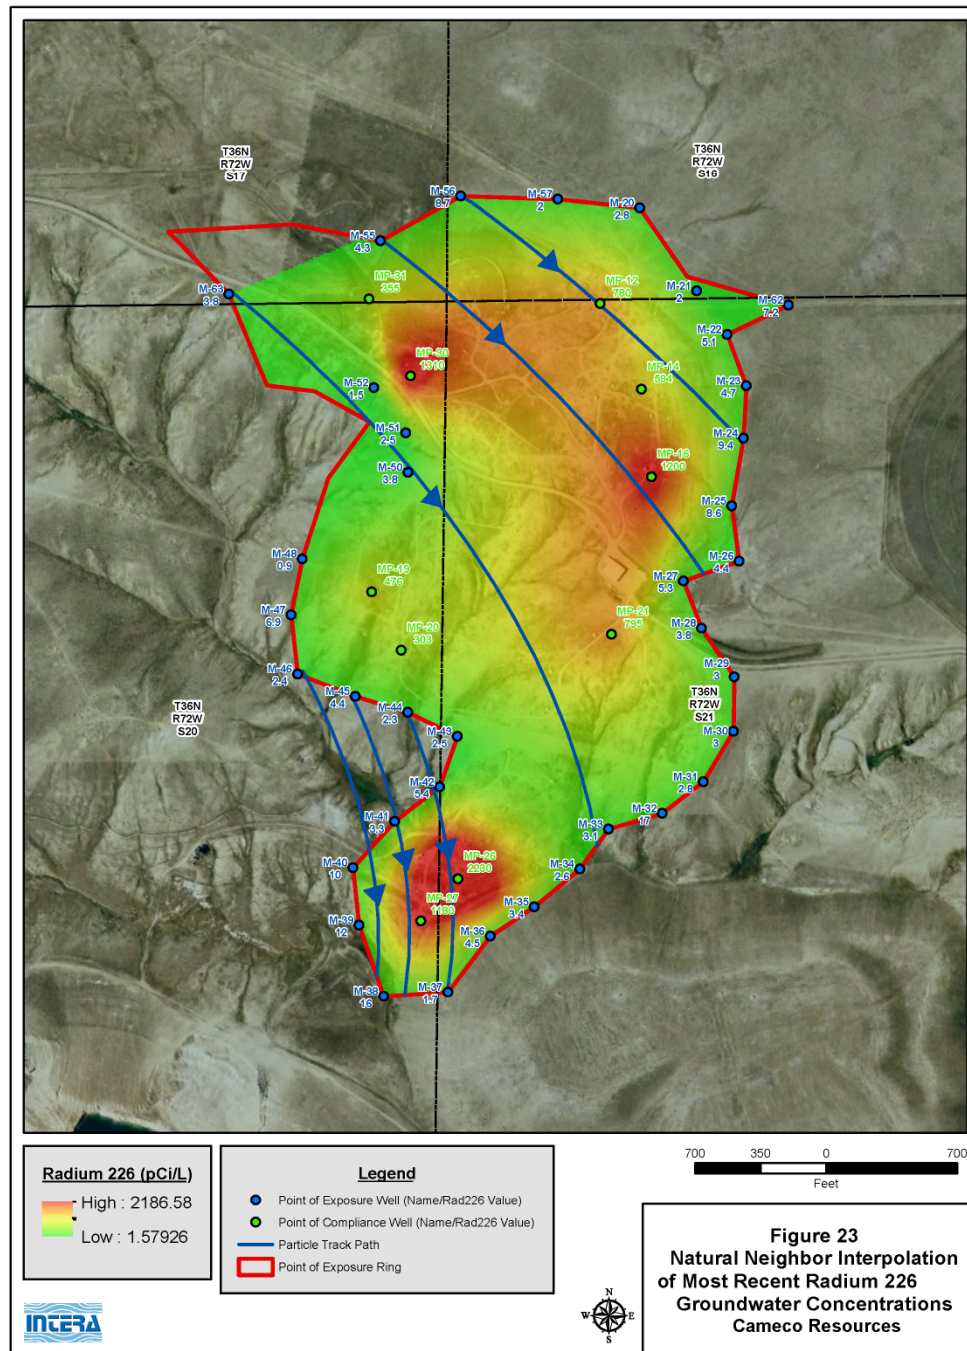 T36N
R72W
S17
T36N
R72W
S16
M-56
8.7
M-57
2
M-20
2.8
M-55
4.3
M-63
3.8
MP-31
355
MP-12
780
M-21
2
M-62
7.2
M-22
5.1
MP-30
1310
MP-14
594
M-23
4.7
M-52
1.5
M-51
2.5
M-24
9.4
M-50
3.8
MP-16
1200
M-25
8.6
M-48
0.9
M-26
4.4
M-27
5.3
MP-19
476
M-47
6.9
MP-21
795
M-28
3.8
MP-20
303
M-46
2.4
M-29
3
M-45
4.4
T36N
R72W
S21
T36N
R72W
S20
M-44
2.3
M-43
2.5
M-30
3
M-42
5.4
M-31
2.8
M-41
3.3
M-32
17
M-33
3.1
M-40
10
MP-26
2200
M-34
2.6
MP-27
1180
M-35
3.4
M-39
12
M-36
4.5
M-38
16
M-37
1.7
Radium 226 (pCi/L)
High : 2186.58
Low : 1.57926
Legend
Point of Exposure Well (Name/Rad226 Value)
Point of Compliance Well (Name/Rad226 Value)
Particle Track Path
Point of Exposure Ring
700 350 0 700
Feet
N
W E
S
INTERA
Figure 23
Natural Neighbor Interpolation
of Most Recent Radium 226
Groundwater Concentrations
Cameco Resources